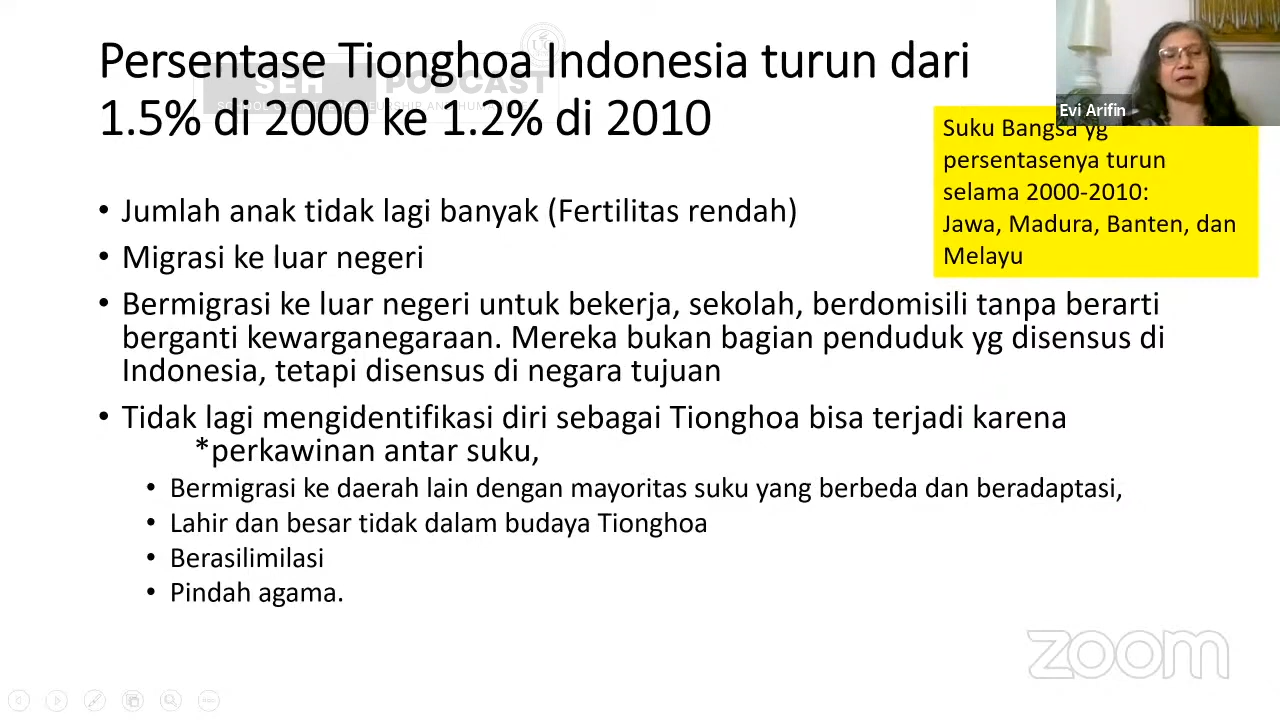 Persentase Tionghoa Indonesia turun dari
1.5% di 2000 ke 1.2% di 2010
SEH PODCAST
Evi Arifin
Suku Bangsa yg
persentasenya turun
selama 2000-2010:
Jawa, Madura, Banten, dan
Melayu
• Jumlah anak tidak lagi banyak (Fertilitas rendah)
• Migrasi ke luar negeri
• Bermigrasi ke luar negeri untuk bekerja, sekolah, berdomisili tanpa berarti
berganti kewarganegaraan. Mereka bukan bagian penduduk yg disensus di
Indonesia, tetapi disensus di negara tujuan
• Tidak lagi mengidentifikasi diri sebagai Tionghoa bisa terjadi karena
*perkawinan antar suku,
• Bermigrasi ke daerah lain dengan mayoritas suku yang berbeda dan beradaptasi,
• Lahir dan besar tidak dalam budaya Tionghoa
• Berasilimilasi
• Pindah agama.
zoom